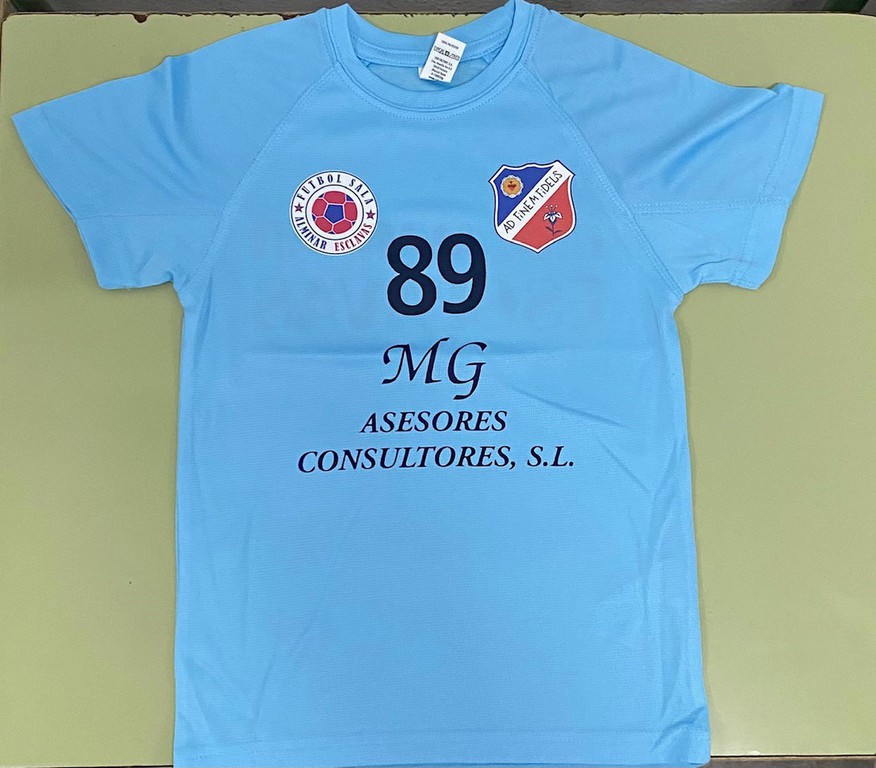 FUTBOL SALA
ALMINAR ESCLAVAS
AD FiNEM FiDELiS
89
MG
ASESORES
CONSULTORES, S.L.